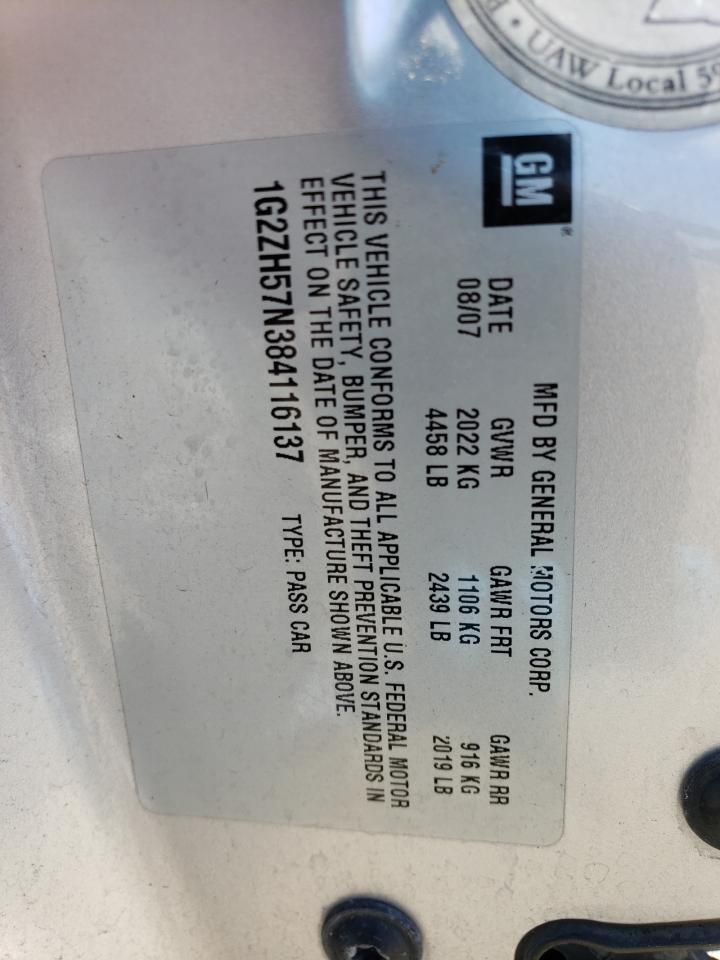 UAW Local 59
GM
MFD BY GENERAL MOTORS CORP.
DATE GVWR GAWR FRT GAWR RR
08/07 2022 KG 1106 KG 916 KG
4458 LB 2439 LB 2019 LB
THIS VEHICLE CONFORMS TO ALL APPLICABLE U.S. FEDERAL MOTOR
VEHICLE SAFETY, BUMPER, AND THEFT PREVENTION STANDARDS IN
EFFECT ON THE DATE OF MANUFACTURE SHOWN ABOVE.
1G2ZH57N384116137 TYPE: PASS CAR